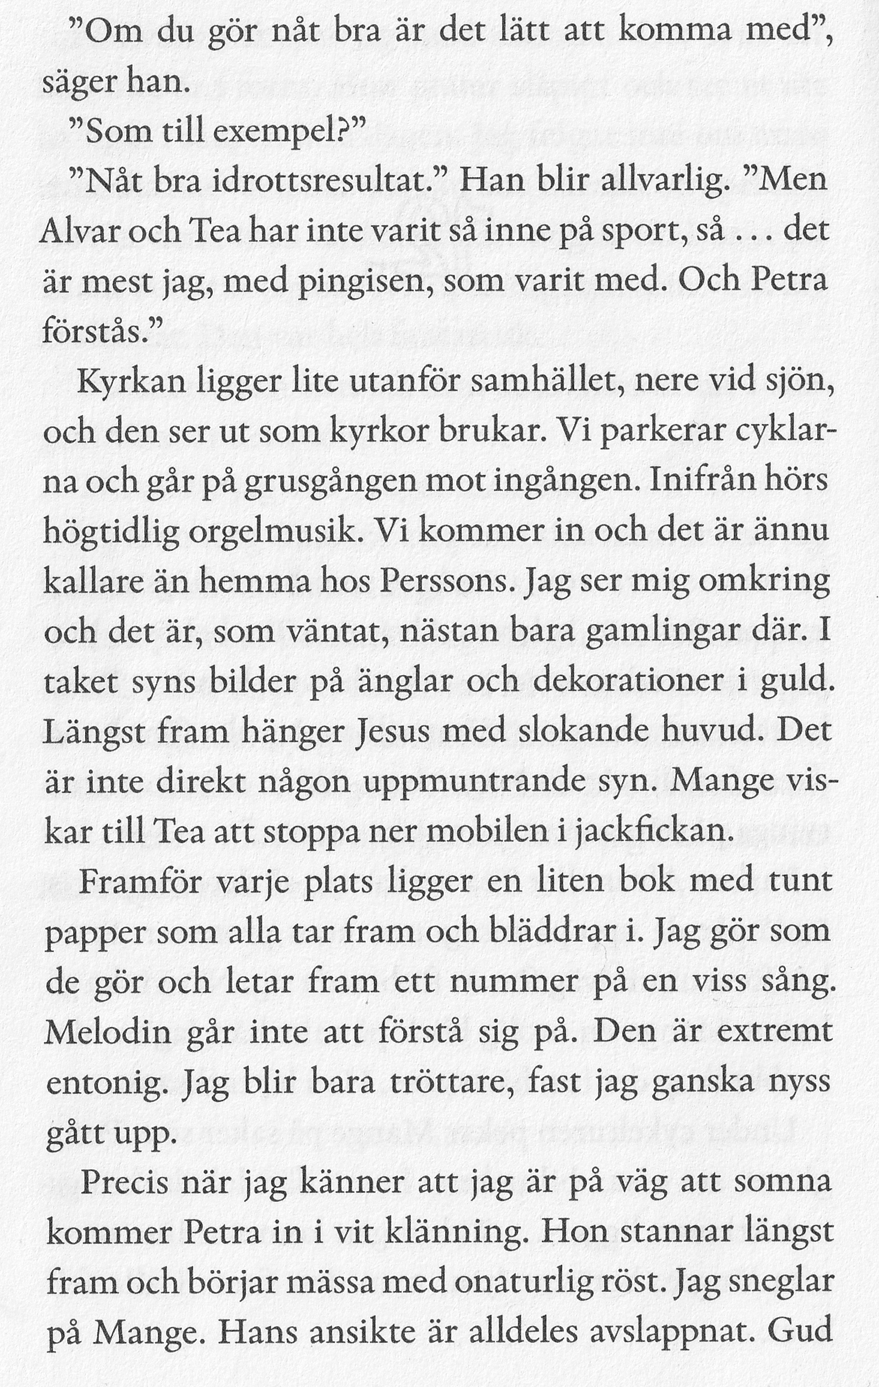 ”Om du gör nåt bra är det lätt att komma med”,
säger han.
”Som till exempel?”
”Nåt bra idrottsresultat.” Han blir allvarlig. ”Men
Alvar och Tea har inte varit så inne på sport, så . . . det
är mest jag, med pingisen, som varit med. Och Petra
förstås.”
Kyrkan ligger lite utanför samhället, nere vid sjön,
och den ser ut som kyrkor brukar. Vi parkerar cyklar-
na och går på grusgången mot ingången. Inifrån hörs
högtidlig orgelmusik. Vi kommer in och det är ännu
kallare än hemma hos Perssons. Jag ser mig omkring
och det är, som väntat, nästan bara gamlingar där. I
taket syns bilder på änglar och dekorationer i guld.
Längst fram hänger Jesus med slokande huvud. Det
är inte direkt någon uppmuntrande syn. Mange vis-
kar till Tea att stoppa ner mobilen i jackfickan.
Framför varje plats ligger en liten bok med tunt
papper som alla tar fram och bläddrar i. Jag gör som
de gör och letar fram ett nummer på en viss sång.
Melodin går inte att förstå sig på. Den är extremt
entonig. Jag blir bara tröttare, fast jag ganska nyss
gått upp.
Precis när jag känner att jag är på väg att somna
kommer Petra in i vit klänning. Hon stannar längst
fram och börjar mässa med onaturlig röst. Jag sneglar
på Mange. Hans ansikte är alldeles avslappnat. Gud